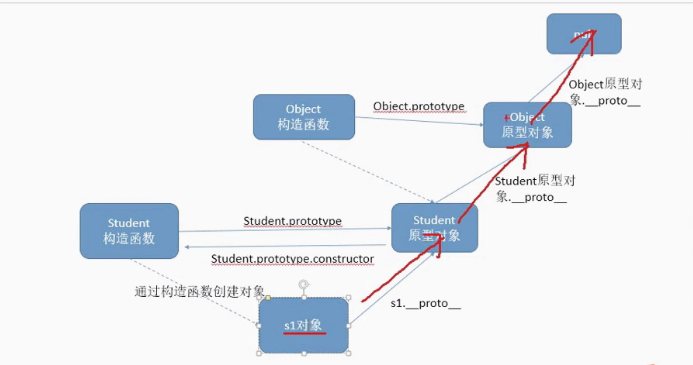 Object原型对
象.__proto__
Object
构造函数
Object.prototype
Object
原型对象
Student原型对
象.__proto__
Student
构造函数
Student.prototype
Student
原型对象
Student.prototype.constructor
通过构造函数创建对象
s1.__proto__
s1对象